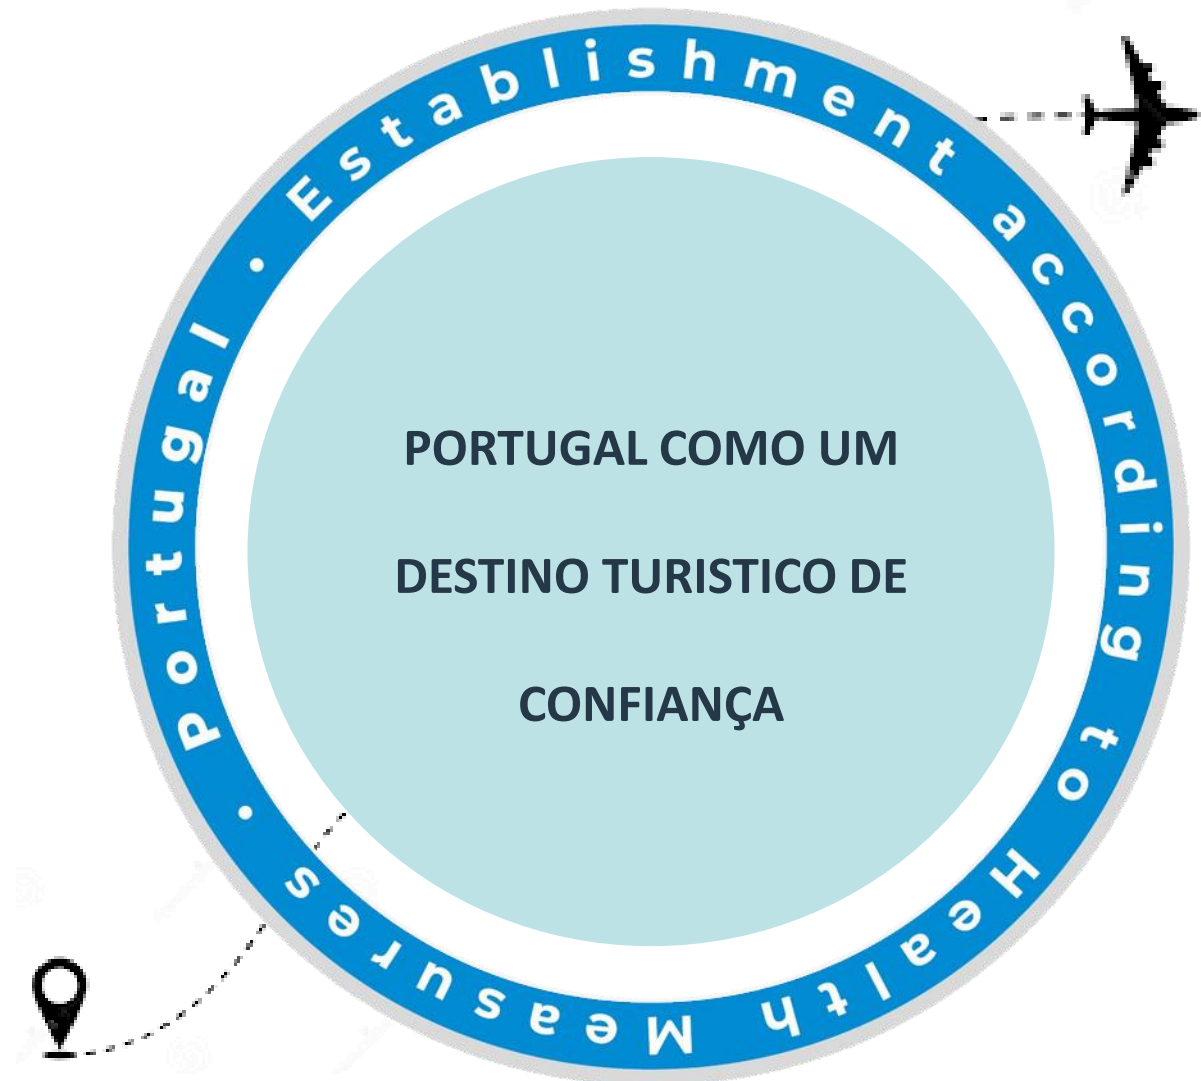 Portugal · Establishment according to Health Measures ·
PORTUGAL COMO UM
DESTINO TURISTICO DE
CONFIANÇA